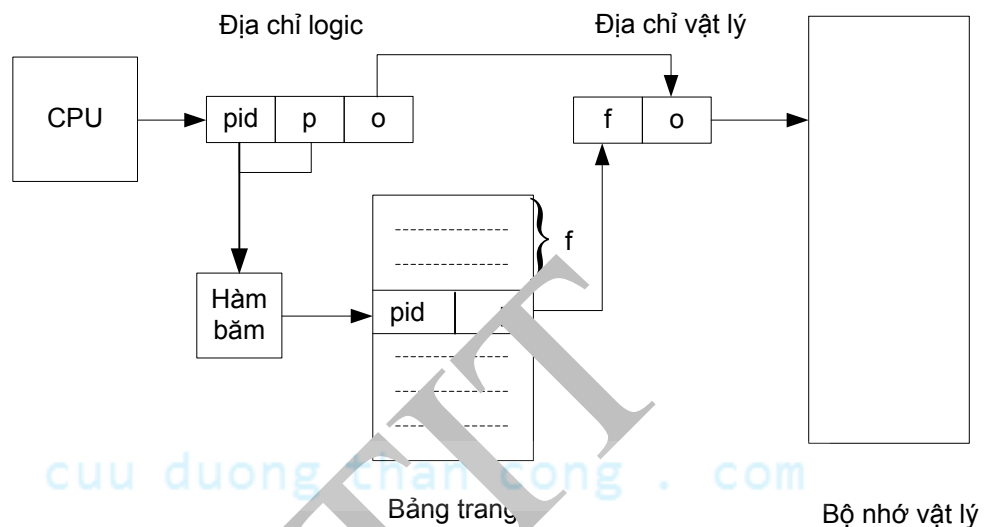 Địa chỉ logic
Địa chỉ vật lý
CPU
pid p o
f o
f
Hàm
băm
pid
cuu duong than cong . com
Bảng trang
Bộ nhớ vật lý